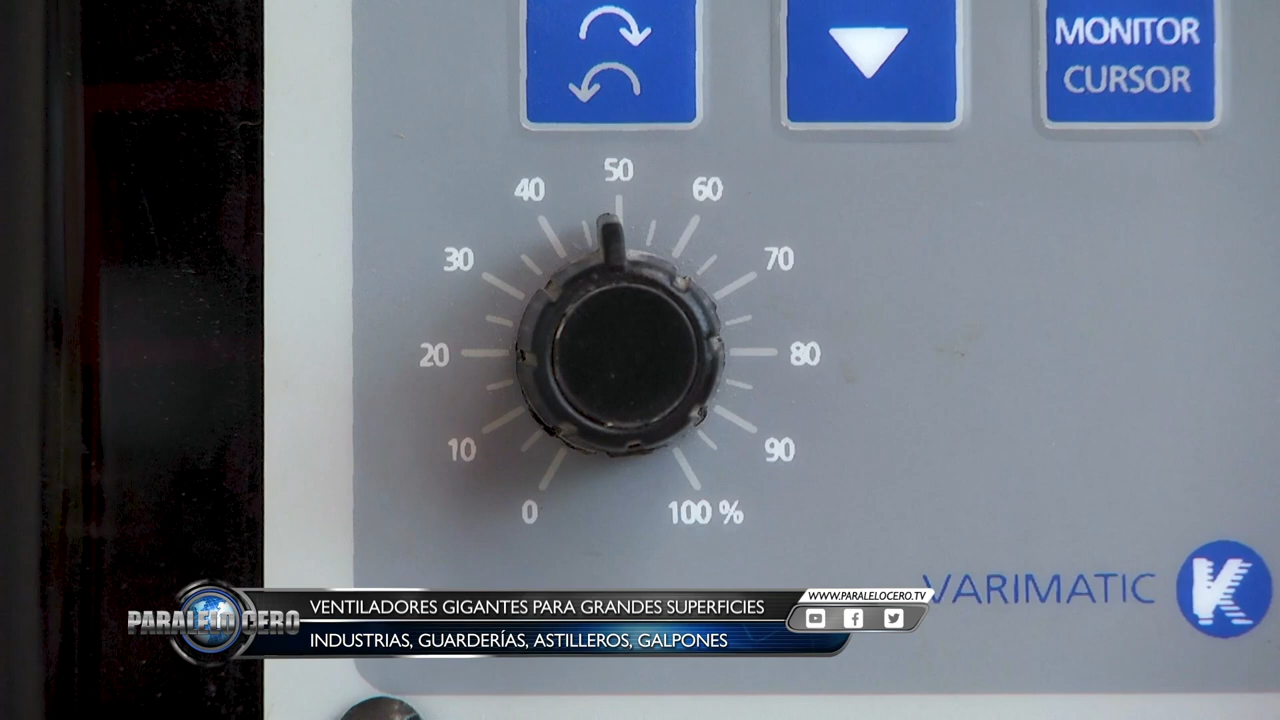 MONITOR
CURSOR
50
40
60
30
70
20
80
10
90
0
100 %
VARIMATIC
K
WWW.PARALELOCERO.TV
PARALELO CERO
VENTILADORES GIGANTES PARA GRANDES SUPERFICIES
INDUSTRIAS, GUARDERÍAS, ASTILLEROS, GALPONES